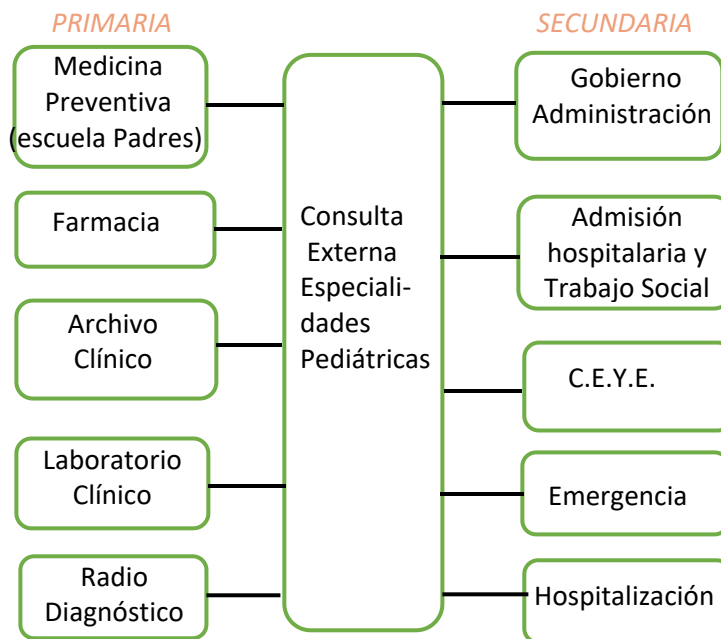 PRIMARIA
Medicina
Preventiva
(escuela Padres)
Farmacia
Archivo
Clínico
Laboratorio
Clínico
Radio
Diagnóstico
Consulta
Externa
Especiali-
dades
Pediátricas
SECUNDARIA
Gobierno
Administración
Admisión
hospitalaria y
Trabajo Social
C.E.Y.E.
Emergencia
Hospitalización